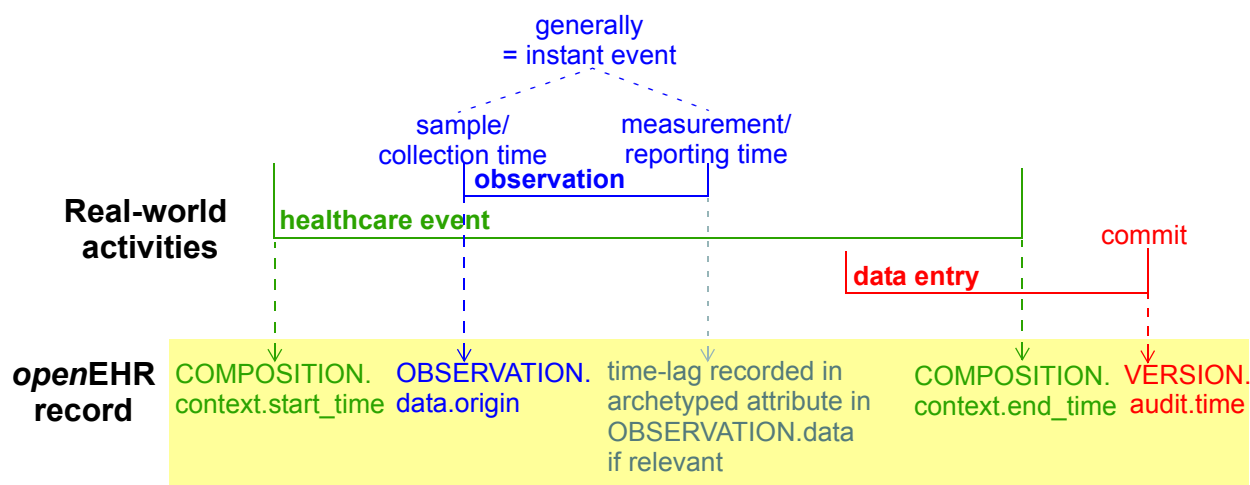 generally
= instant event
sample/
collection time
measurement/
reporting time
observation
Real-world
activities
healthcare event
commit
data entry
openEHR
record
COMPOSITION.
context.start_time
OBSERVATION.
data.origin
time-lag recorded in
archetyped attribute in
OBSERVATION.data
if relevant
COMPOSITION.
context.end_time
VERSION.
audit.time